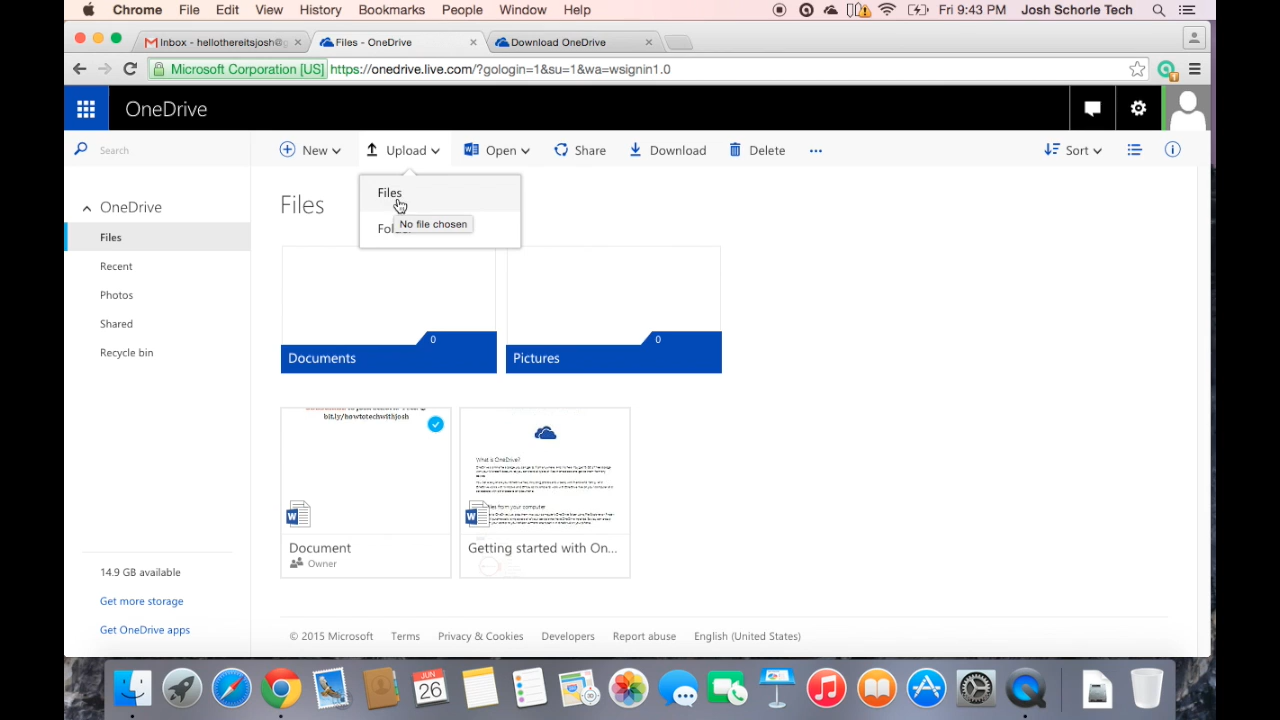 Chrome File Edit View History Bookmarks People Window Help Fri 9:43 PM Josh Schorle Tech
Inbox - hellothereitsjosh@g
Files - OneDrive
Download OneDrive
Microsoft Corporation [US] https://onedrive.live.com/?gologin=1&su=1&wa=wsignin1.0
OneDrive
Search
New Upload Open Share Download Delete ... Sort
Files
No file chosen
Files
OneDrive
Files
Recent
Photos
Shared
Recycle bin
0
Documents
0
Pictures
bit.ly/howtotechwithjosh
What is OneDrive?
files from your computer
Document
Owner
Getting started with On...
14.9 GB available
Get more storage
Get OneDrive apps
© 2015 Microsoft Terms Privacy & Cookies Developers Report abuse English (United States)
JUN
26